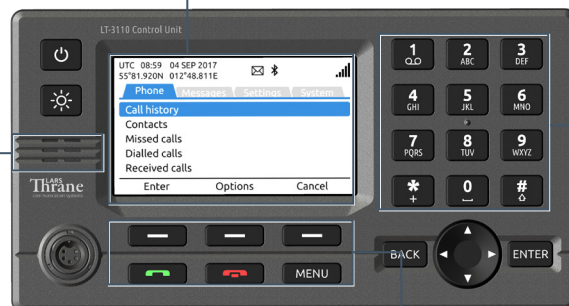 LT-3110 Control Unit
UTC 08:59 04 SEP 2017
55°81.920N 012°48.811E
Phone Messages Settings System
Call history
Contacts
Missed calls
Dialled calls
Received calls
Enter Options Cancel
LARS
Thrane
MENU
BACK
ENTER
1
2 ABC
3 DEF
4 GHI
5 JKL
6 MNO
7 PQRS
8 TUV
9 WXYZ
* +
0
#